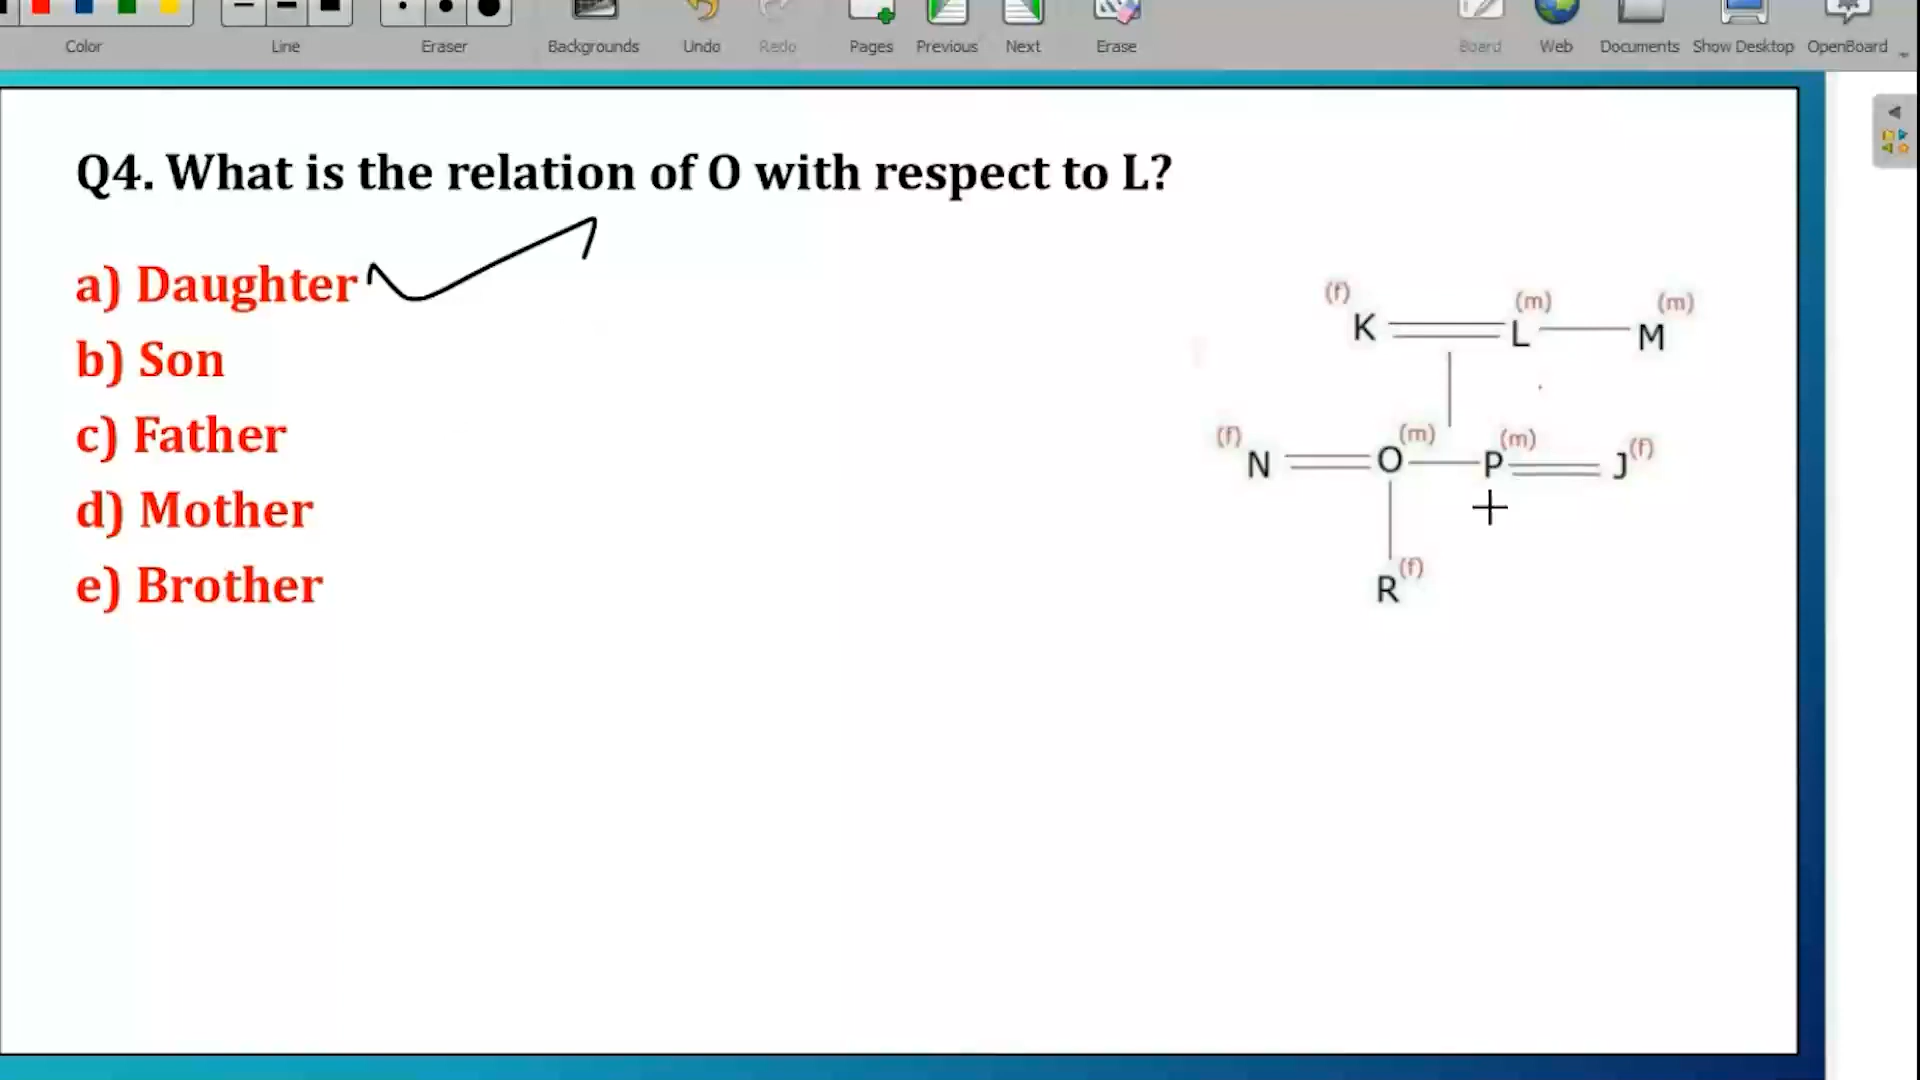 Color Line Eraser Backgrounds Undo Redo Pages Previous Next Erase Board Web Documents Show Desktop OpenBoard
Q4. What is the relation of O with respect to L?
a) Daughter
b) Son
c) Father
d) Mother
e) Brother
(f) (m) (m)
K L M
(f) (m) (m) (f)
N O P J
(f)
R